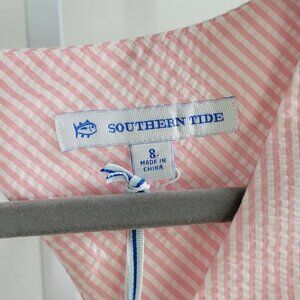 SOUTHERN TIDE
8.
MADE IN
CHINA